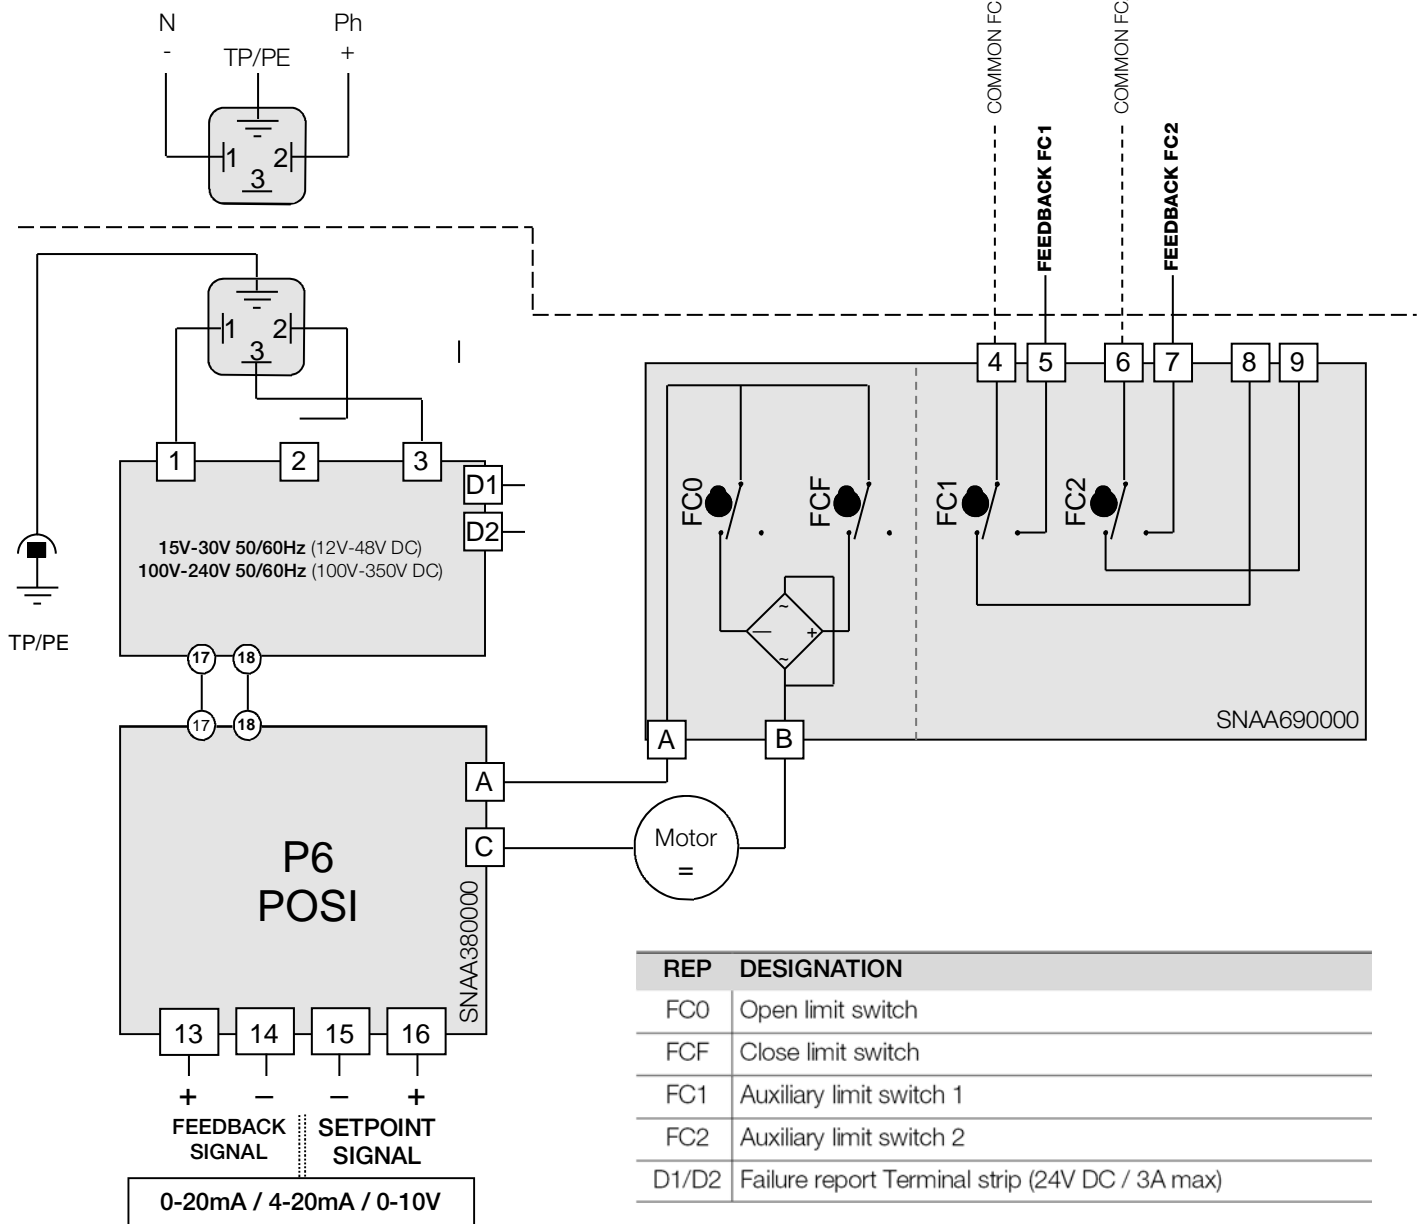 N
Ph
-
TP/PE
+
1
2
3
COMMON FC
FEEDBACK FC1
COMMON FC
FEEDBACK FC2
1
2
3
4
5
6
7
8
9
1
2
3
D1
D2
15V-30V 50/60Hz (12V-48V DC)
100V-240V 50/60Hz (100V-350V DC)
TP/PE
FC0
FCF
FC1
FC2
~
—
+
~
17
18
17
18
SNAA690000
A
B
A
C
Motor
=
P6
POSI
SNAA380000
13
14
15
16
+
–
–
+
FEEDBACK
SIGNAL
SETPOINT
SIGNAL
0-20mA / 4-20mA / 0-10V
REP DESIGNATION
FC0 Open limit switch
FCF Close limit switch
FC1 Auxiliary limit switch 1
FC2 Auxiliary limit switch 2
D1/D2 Failure report Terminal strip (24V DC / 3A max)